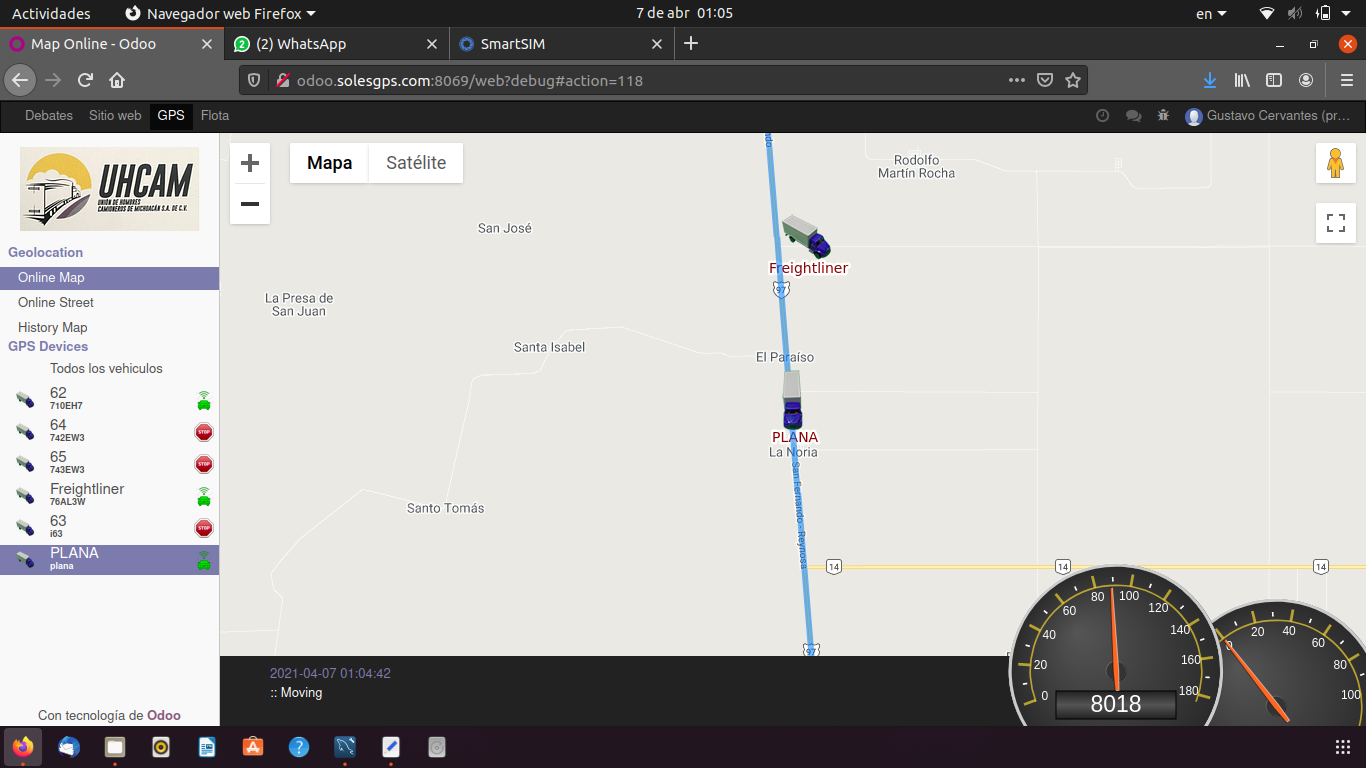 Actividades
Navegador web Firefox
7 de abr 01:05
en
Map Online - Odoo
(2) WhatsApp
SmartSIM
odoo.solesgps.com:8069/web?debug#action=118
Debates
Sitio web
GPS
Flota
Gustavo Cervantes (pr...
UHCAM
UNIÓN DE HOMBRES
CAMIONEROS DE MICHOACÁN S.A. DE C.V.
Geolocation
Online Map
Online Street
History Map
GPS Devices
Todos los vehiculos
62
710EH7
64
742EW3
STOP
65
743EW3
STOP
Freightliner
76AL3W
63
i63
STOP
PLANA
plana
Con tecnología de Odoo
Mapa
Satélite
Rodolfo
Martín Rocha
San José
Freightliner
97
La Presa de
San Juan
Santa Isabel
El Paraíso
PLANA
La Noria
San Fernando - Reynosa
Santo Tomás
14
14
14
97
0
20
40
60
80
100
120
140
160
180
8018
0
20
40
60
80
100
2021-04-07 01:04:42
:: Moving